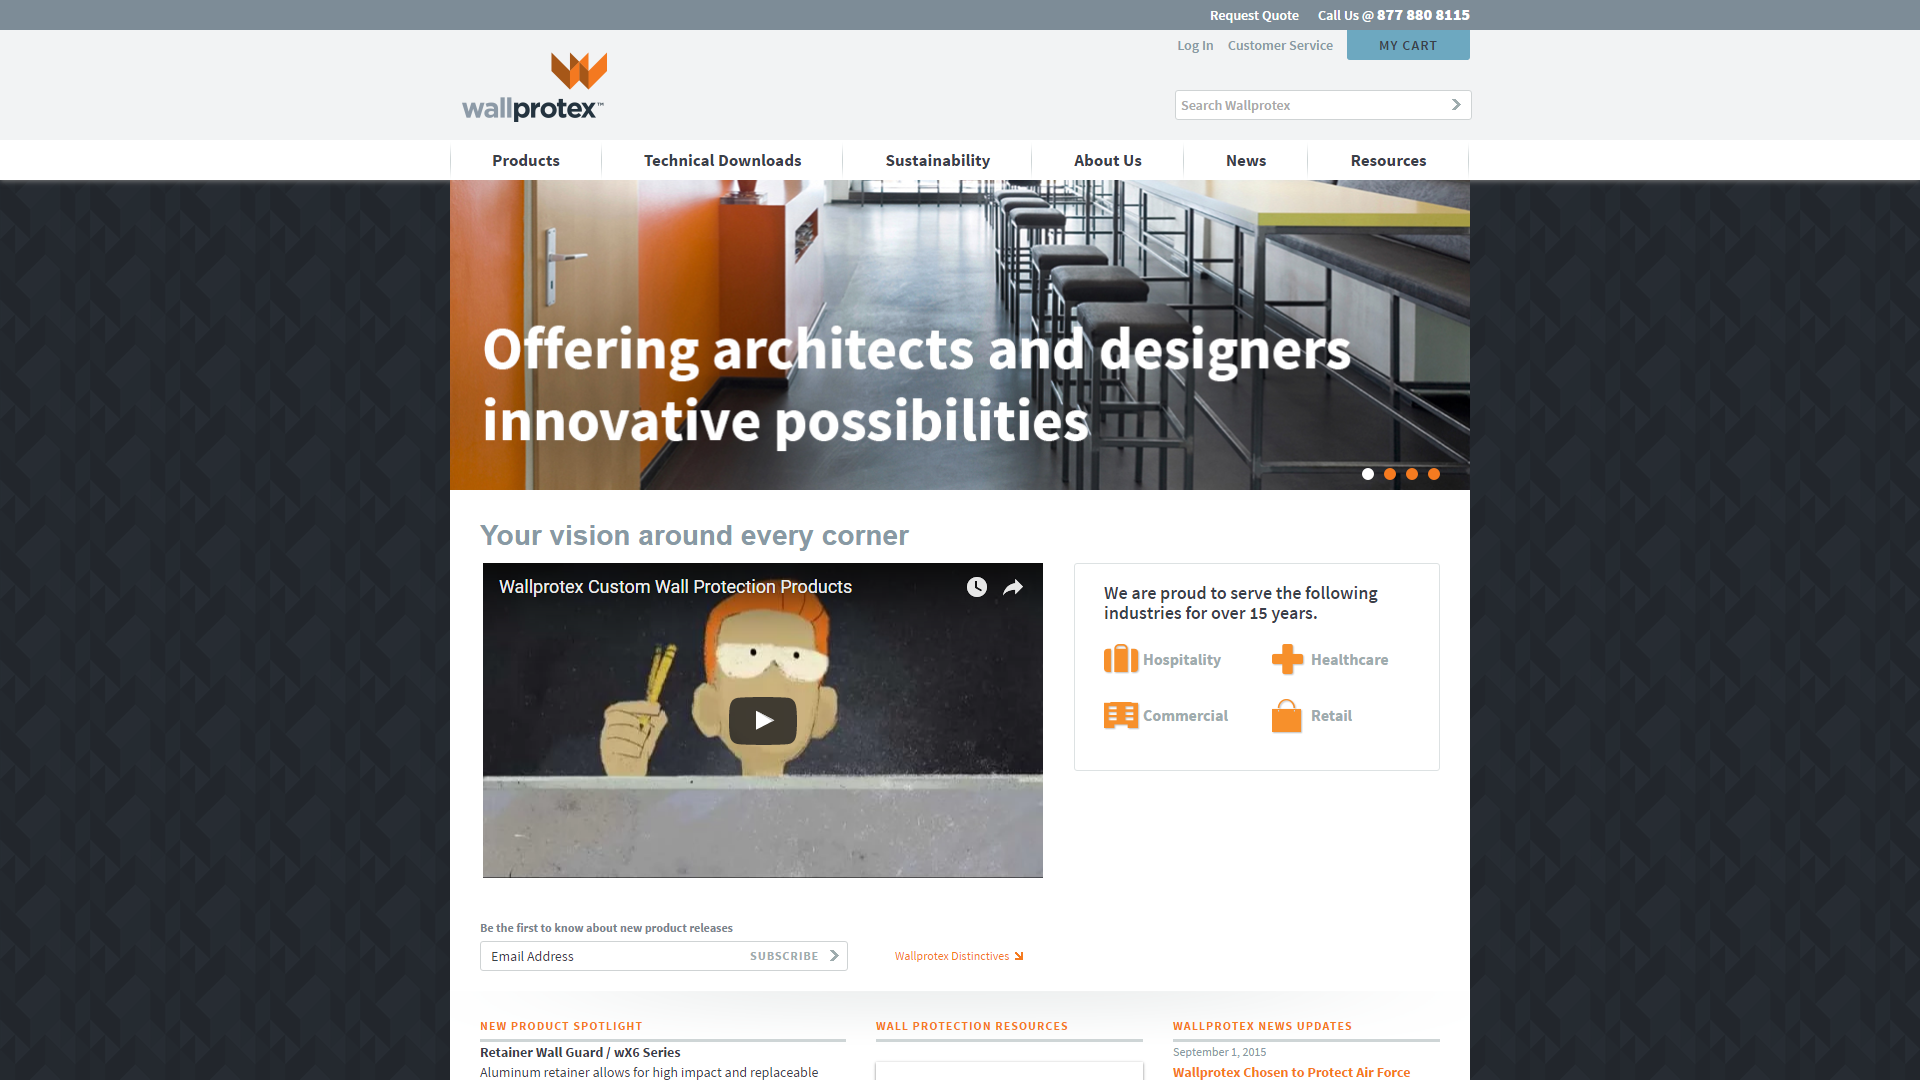 Request Quote Call Us @ 877 880 8115
Log In Customer Service MY CART
wallprotex™
Search Wallprotex
Products Technical Downloads Sustainability About Us News Resources
Offering architects and designers
innovative possibilities
Your vision around every corner
Wallprotex Custom Wall Protection Products
We are proud to serve the following
industries for over 15 years.
Hospitality Healthcare
Commercial Retail
Be the first to know about new product releases
Email Address SUBSCRIBE
Wallprotex Distinctives
NEW PRODUCT SPOTLIGHT
Retainer Wall Guard / wX6 Series
Aluminum retainer allows for high impact and replaceable
WALL PROTECTION RESOURCES
WALLPROTEX NEWS UPDATES
September 1, 2015
Wallprotex Chosen to Protect Air Force